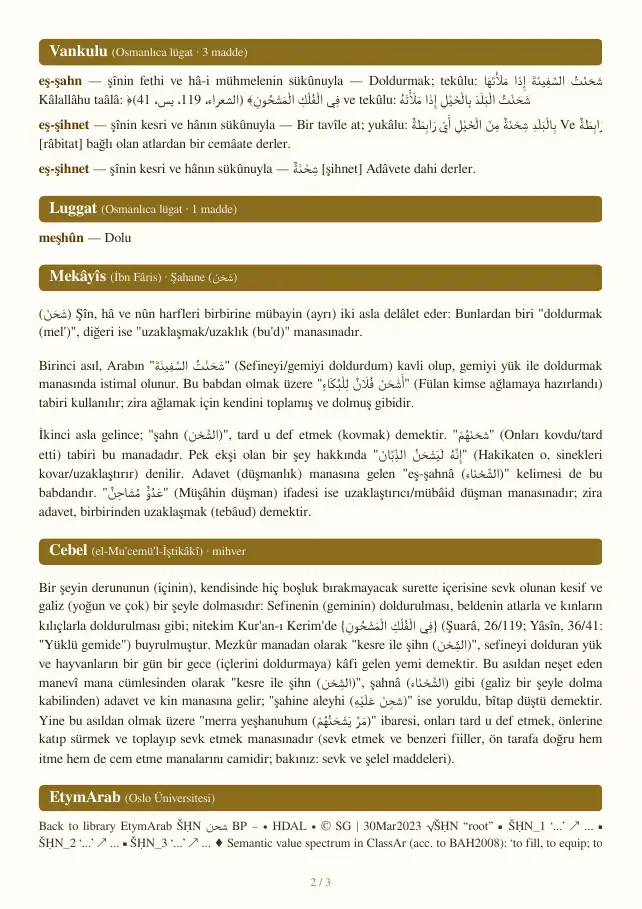 Vankulu (Osmanlıca lügat · 3 madde)
eş-şahn — şînin fethi ve hâ-i mühmelenin sükûnuyla — Doldurmak; tekûlu: شَحَنْتُ السَّفِينَةَ إِذَا مَلَأْتَهَا
Kâlallâhu taâlâ: ﴿فِي الْفُلْكِ الْمَشْحُونِ﴾ (الشعراء، 119، يس، 41) ve tekûlu: شَحَنْتُ الْبَلَدَ بِالْخَيْلِ إِذَا مَلَأْتَهُ
eş-şihnet — şînin kesri ve hânın sükûnuyla — Bir tavîle at; yukâlu: بِالْبَلَدِ شِحْنَةٌ مِنَ الْخَيْلِ أَيْ رَابِطَةٌ Ve رَابِطَةٌ
[râbitat] bağlı olan atlardan bir cemâate derler.
eş-şihnet — şînin kesri ve hânın sükûnuyla — شِحْنَةٌ [şihnet] Adâvete dahi derler.
Luggat (Osmanlıca lügat · 1 madde)
meşhûn — Dolu
Mekâyîs (İbn Fâris) · Şahane (شَحَنَ)
(شَحَنَ) Şîn, hâ ve nûn harfleri birbirine mübayin (ayrı) iki asla delâlet eder: Bunlardan biri "doldurmak
(mel')", diğeri ise "uzaklaşmak/uzaklık (bu'd)" manasınadır.
Birinci asıl, Arabın "شَحَنْتُ السَّفِينَةَ" (Sefineyi/gemiyi doldurdum) kavli olup, gemiyi yük ile doldurmak
manasında istimal olunur. Bu babdan olmak üzere "أَشْحَنَ فُلَانٌ لِلْبُكَاءِ" (Fülan kimse ağlamaya hazırlandı)
tabiri kullanılır; zira ağlamak için kendini toplamış ve dolmuş gibidir.
İkinci asla gelince; "şahn (الشَّحْن)", tard u def etmek (kovmak) demektir. "شَحَنَهُمْ" (Onları kovdu/tard
etti) tabiri bu manadadır. Pek ekşi olan bir şey hakkında "إِنَّهُ لَيَشْحَنُ الذِّبَّانَ" (Hakikaten o, sinekleri
kovar/uzaklaştırır) denilir. Adavet (düşmanlık) manasına gelen "eş-şahnâ (الشَّحْنَاء)" kelimesi de bu
babdandır. "عَدُوٌّ مُشَاحِنٌ" (Müşâhin düşman) ifadesi ise uzaklaştırıcı/mübâid düşman manasınadır; zira
adavet, birbirinden uzaklaşmak (tebâud) demektir.
Cebel (el-Mu'cemü'l-İştikâkî) · mihver
Bir şeyin derununun (içinin), kendisinde hiç boşluk bırakmayacak surette içerisine sevk olunan kesif ve
galiz (yoğun ve çok) bir şeyle dolmasıdır: Sefinenin (geminin) doldurulması, beldenin atlarla ve kınların
kılıçlarla doldurulması gibi; nitekim Kur'an-ı Kerim'de {فِي الْفُلْكِ الْمَشْحُونِ} (Şuarâ, 26/119; Yâsîn, 36/41:
"Yüklü gemide") buyrulmuştur. Mezkûr manadan olarak "kesre ile şihn (الشِّحْن)", sefineyi dolduran yük
ve hayvanların bir gün bir gece (içlerini doldurmaya) kâfi gelen yemi demektir. Bu asıldan neşet eden
manevî mana cümlesinden olarak "kesre ile şihn (الشِّحْن)", şahnâ (الشَّحْنَاء) gibi (galiz bir şeyle dolma
kabilinden) adavet ve kin manasına gelir; "şahine aleyhi (شَحِنَ عَلَيْهِ)" ise yoruldu, bîtap düştü demektir.
Yine bu asıldan olmak üzere "merra yeşhanuhum (مَرَّ يَشْحَنُهُمْ)" ibaresi, onları tard u def etmek, önlerine
katıp sürmek ve toplayıp sevk etmek manasınadır (sevk etmek ve benzeri fiiller, ön tarafa doğru hem
itme hem de cem etme manalarını camidir; bakınız: sevk ve şelel maddeleri).
EtymArab (Oslo Üniversitesi)
Back to library EtymArab ŠḤN شحن BP – • HDAL • © SG | 30Mar2023 √ŠḤN “root” ▪ ŠḤN_1 ‘...’ ↗ ... ▪
ŠḤN_2 ‘...’ ↗ ... ▪ ŠḤN_3 ‘...’ ↗ ... ♦ Semantic value spectrum in ClassAr (acc. to BAH2008): ‘to fill, to equip; to
2 / 3